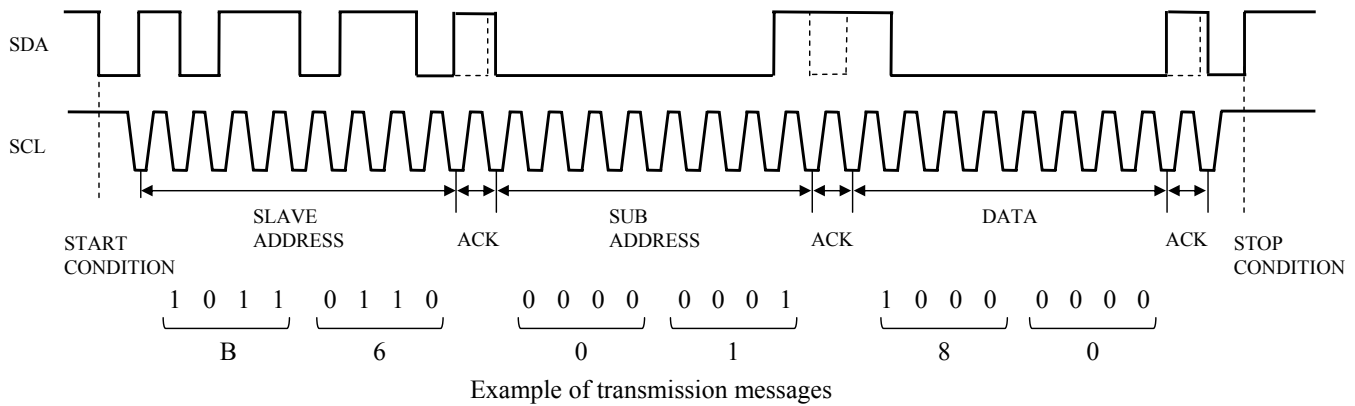 SDA
SCL
SLAVE ADDRESS
ACK
SUB ADDRESS
ACK
DATA
ACK
START CONDITION
STOP CONDITION
1 0 1 1 0 1 1 0 0 0 0 0 0 0 0 1 1 0 0 0 0 0 0 0
B 6 0 1 8 0
Example of transmission messages